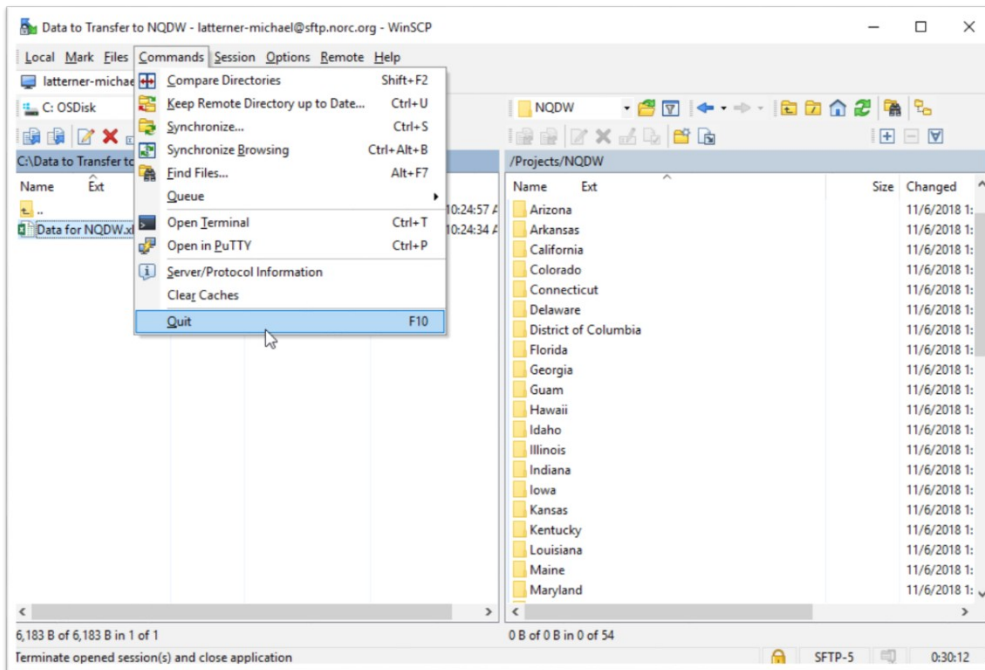 Data to Transfer to NQDW - latterner-michael@sftp.norc.org - WinSCP
Local Mark Files Commands Session Options Remote Help
latterner-michae
C: OSDisk
C:\Data to Transfer to
Name Ext
..
10:24:57 A
Data for NQDW.xl
10:24:34 A
Compare Directories Shift+F2
Keep Remote Directory up to Date... Ctrl+U
Synchronize... Ctrl+S
Synchronize Browsing Ctrl+Alt+B
Find Files... Alt+F7
Queue
Open Terminal Ctrl+T
Open in PuTTY Ctrl+P
Server/Protocol Information
Clear Caches
Quit F10
NQDW
/Projects/NQDW
Name Ext Size Changed
Arizona 11/6/2018 1:
Arkansas 11/6/2018 1:
California 11/6/2018 1:
Colorado 11/6/2018 1:
Connecticut 11/6/2018 1:
Delaware 11/6/2018 1:
District of Columbia 11/6/2018 1:
Florida 11/6/2018 1:
Georgia 11/6/2018 1:
Guam 11/6/2018 1:
Hawaii 11/6/2018 1:
Idaho 11/6/2018 1:
Illinois 11/6/2018 1:
Indiana 11/6/2018 1:
Iowa 11/6/2018 1:
Kansas 11/6/2018 1:
Kentucky 11/6/2018 1:
Louisiana 11/6/2018 1:
Maine 11/6/2018 1:
Maryland 11/6/2018 1:
6,183 B of 6,183 B in 1 of 1
0 B of 0 B in 0 of 54
Terminate opened session(s) and close application
SFTP-5 0:30:12